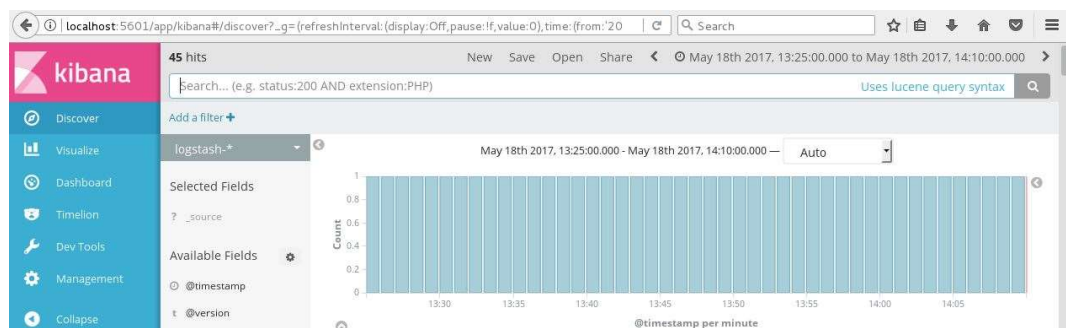 localhost:5601/app/kibana#/discover?_g=(refreshInterval:(display:Off,pause:!f,value:0),time:(from:'20
Search
kibana
45 hits
New Save Open Share May 18th 2017, 13:25:00.000 to May 18th 2017, 14:10:00.000
Search... (e.g. status:200 AND extension:PHP)
Uses lucene query syntax
Add a filter +
Discover
Visualize
Dashboard
Timelion
Dev Tools
Management
Collapse
logstash-*
Selected Fields
? _source
Available Fields
@timestamp
t @version
May 18th 2017, 13:25:00.000 - May 18th 2017, 14:10:00.000 —
Auto
Count
1
0.8
0.6
0.4
0.2
0
13:30 13:35 13:40 13:45 13:50 13:55 14:00 14:05
@timestamp per minute